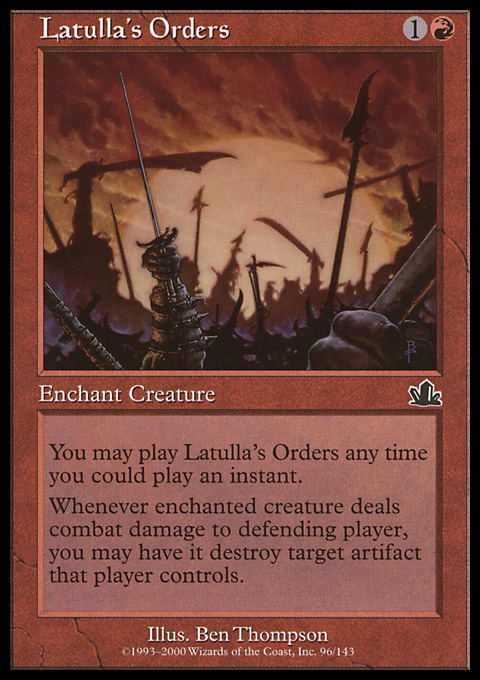 Latulla's Orders 1
Enchant Creature
You may play Latulla's Orders any time
you could play an instant.
Whenever enchanted creature deals
combat damage to defending player,
you may have it destroy target artifact
that player controls.
Illus. Ben Thompson
©1993–2000 Wizards of the Coast, Inc. 96/143